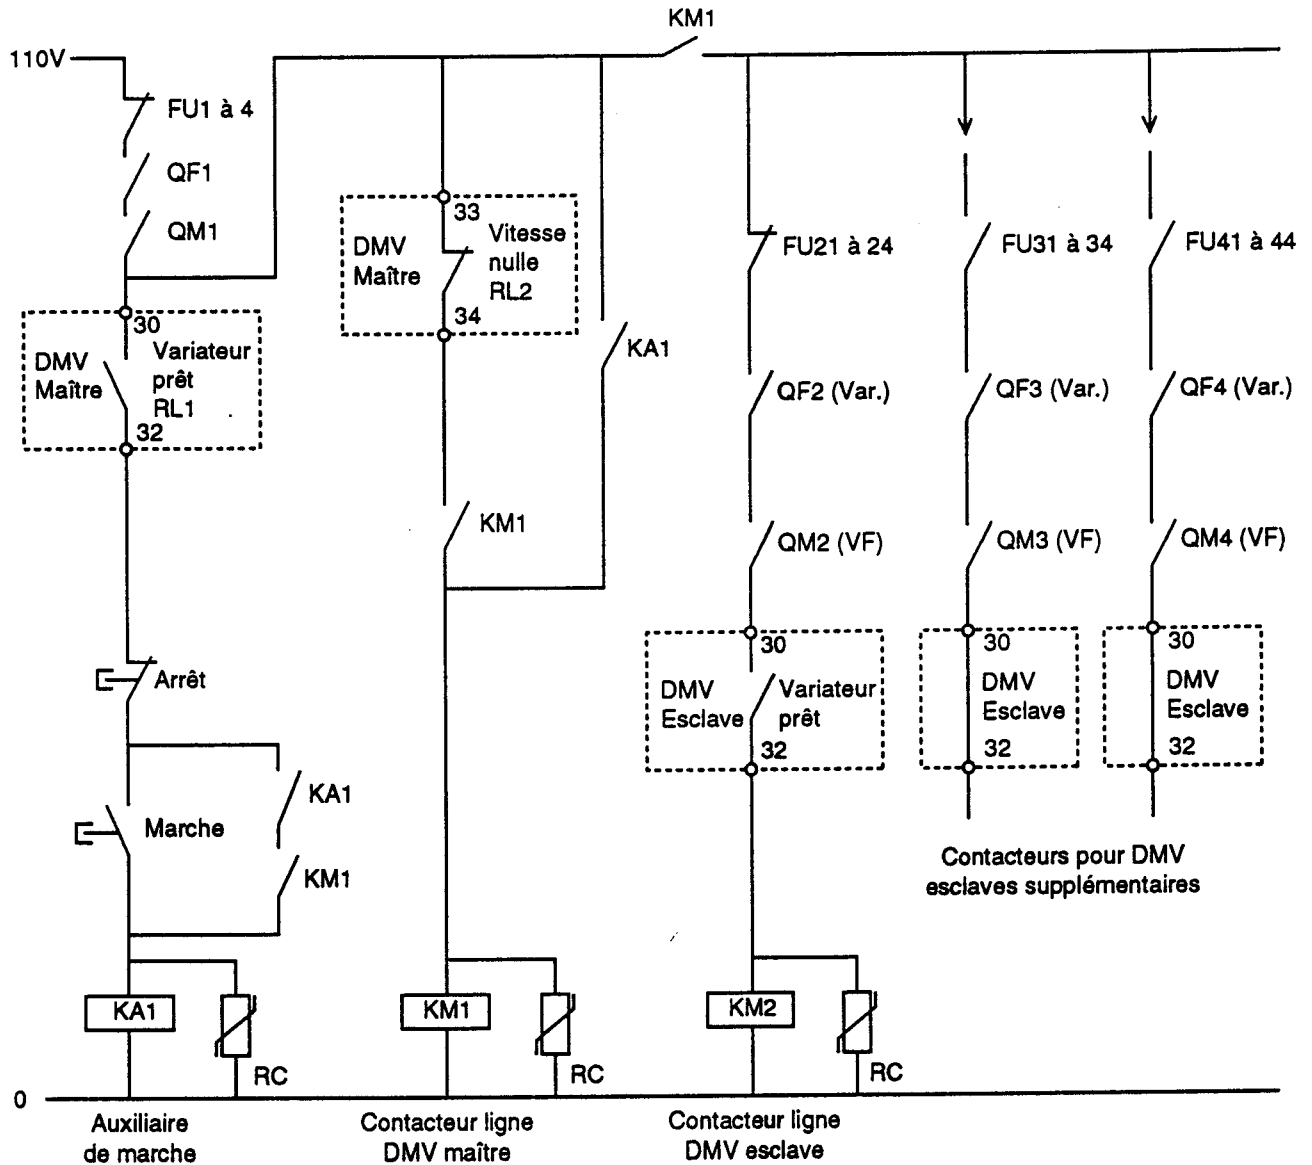 KM1
110V
FU1 à 4
QF1
QM1
30
DMV
Maître
Variateur
prêt
RL1
32
33
DMV
Maître
Vitesse
nulle
RL2
34
KA1
KM1
FU21 à 24
FU31 à 34
FU41 à 44
QF2 (Var.)
QF3 (Var.)
QF4 (Var.)
QM2 (VF)
QM3 (VF)
QM4 (VF)
30
DMV
Esclave
Variateur
prêt
32
30
DMV
Esclave
32
30
DMV
Esclave
32
Arrêt
Marche
KA1
KM1
Contacteurs pour DMV
esclaves supplémentaires
KA1
RC
KM1
RC
KM2
RC
0
Auxiliaire
de marche
Contacteur ligne
DMV maître
Contacteur ligne
DMV esclave